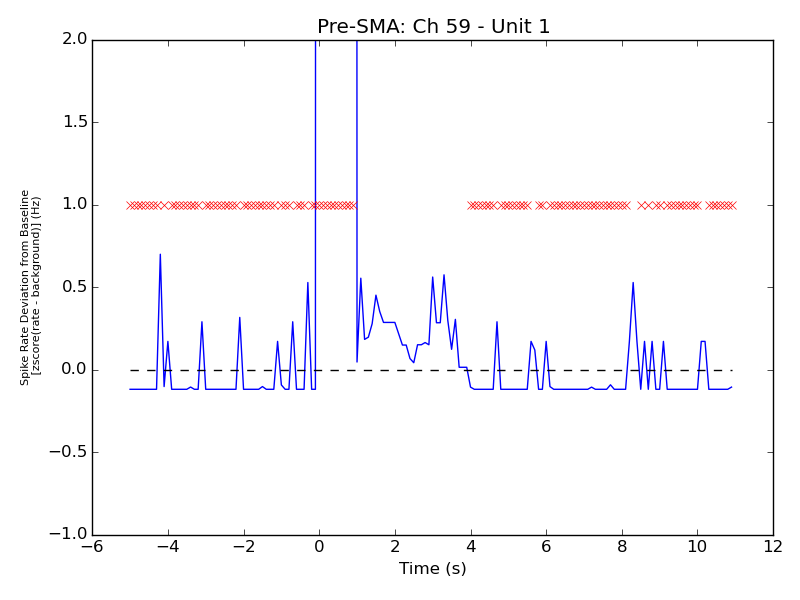 Pre-SMA: Ch 59 - Unit 1
2.0
1.5
1.0
0.5
0.0
−0.5
−1.0
Spike Rate Deviation from Baseline
[zscore(rate - background)] (Hz)
−6 −4 −2 0 2 4 6 8 10 12
Time (s)